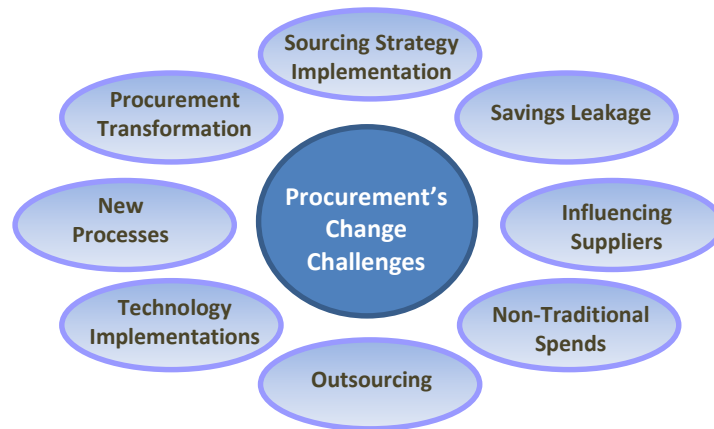 Sourcing Strategy
Implementation
Procurement
Transformation
Savings Leakage
Procurement's
Change
Challenges
New
Processes
Influencing
Suppliers
Technology
Implementations
Non-Traditional
Spends
Outsourcing